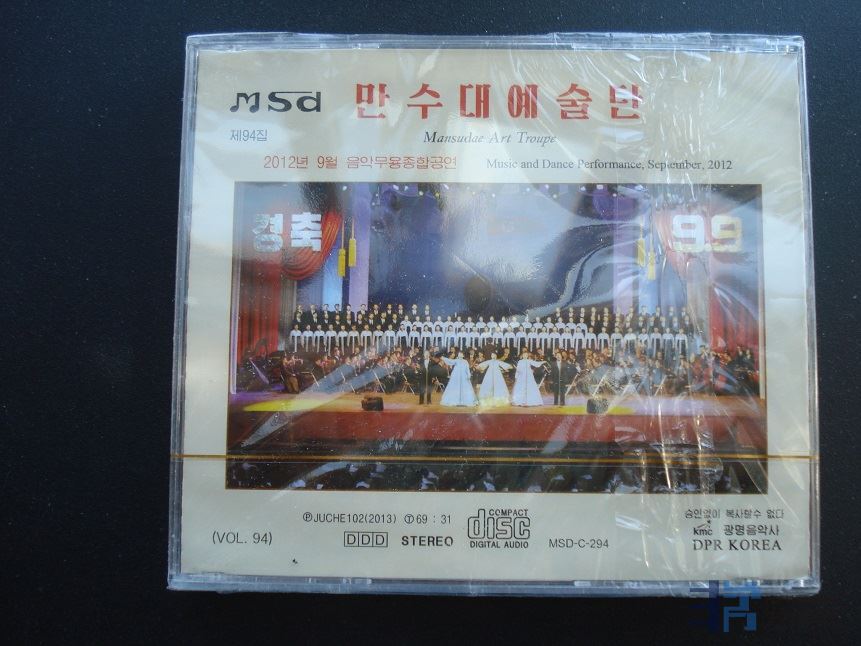 MSd 만수대예술단
제94집 Mansudae Art Troupe
2012년 9월 음악무용종합공연 Music and Dance Performance, September, 2012
경축 9.9
ⓅJUCHE102(2013) Ⓣ69 : 31 COMPACT disc DIGITAL AUDIO 승인없이 복사할수 없다
(VOL. 94) DDD STEREO MSD-C-294 kmc 광명음악사
DPR KOREA